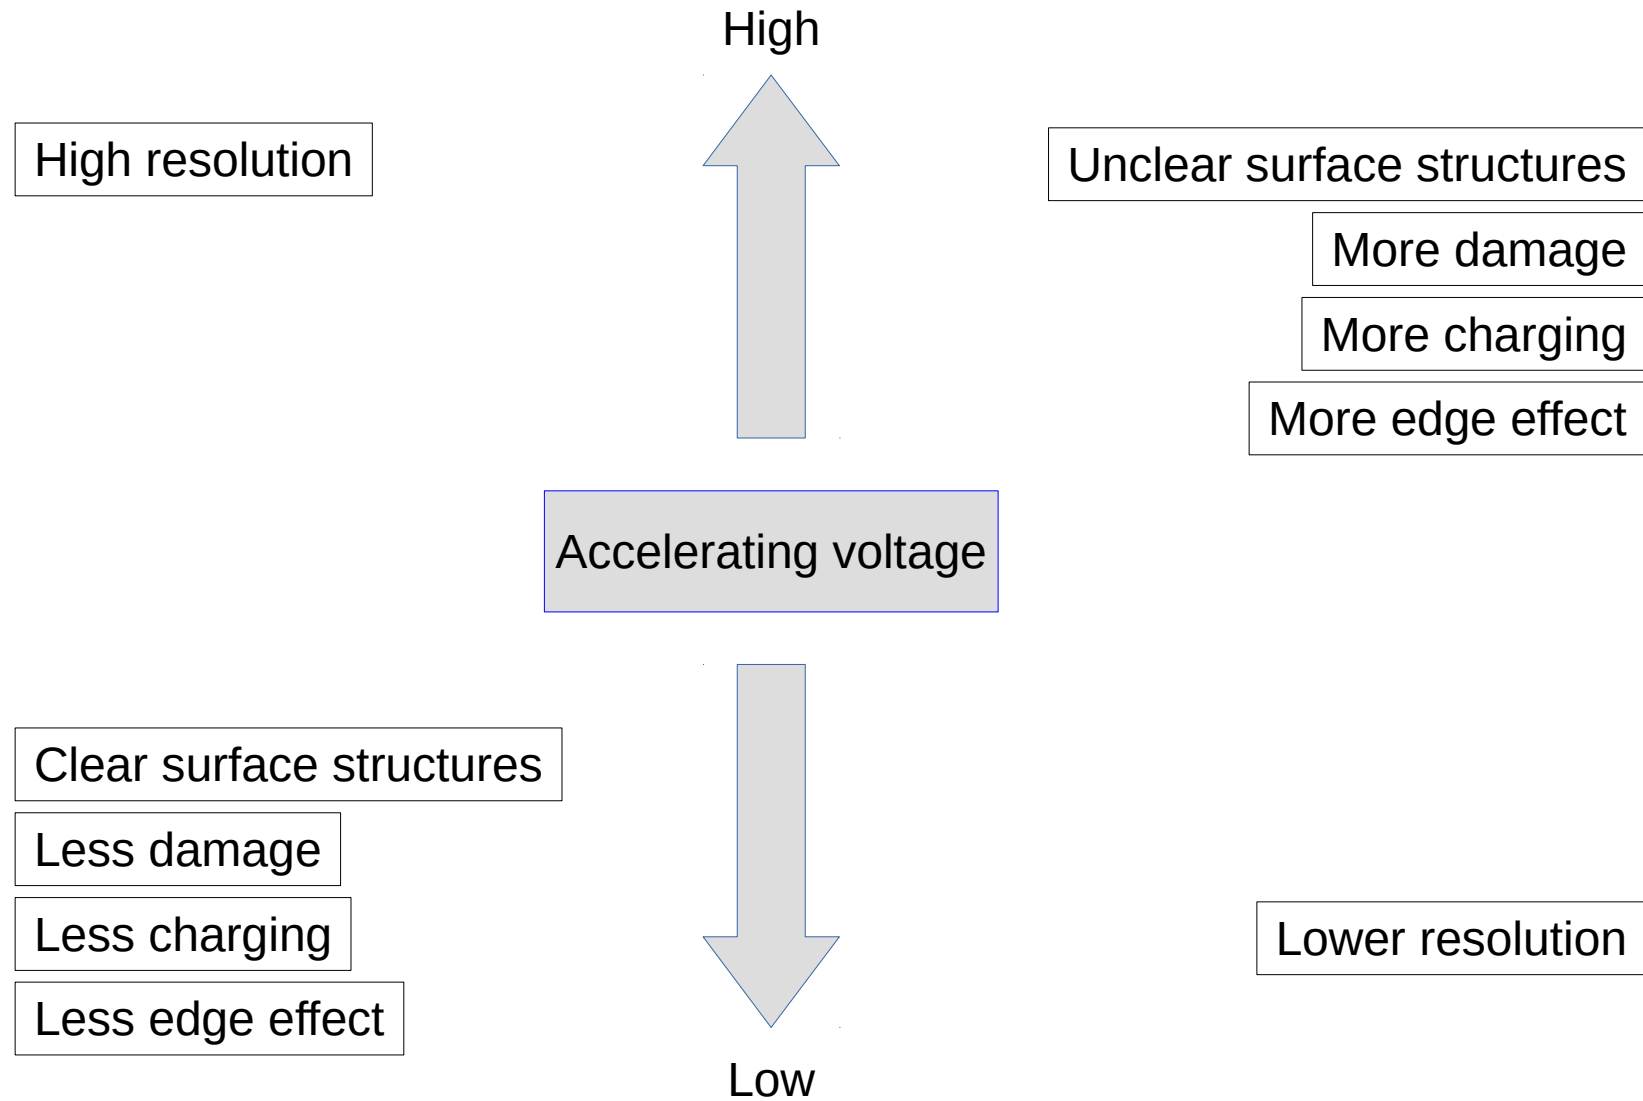 High
High resolution
Unclear surface structures
More damage
More charging
More edge effect
Accelerating voltage
Clear surface structures
Less damage
Less charging
Less edge effect
Lower resolution
Low